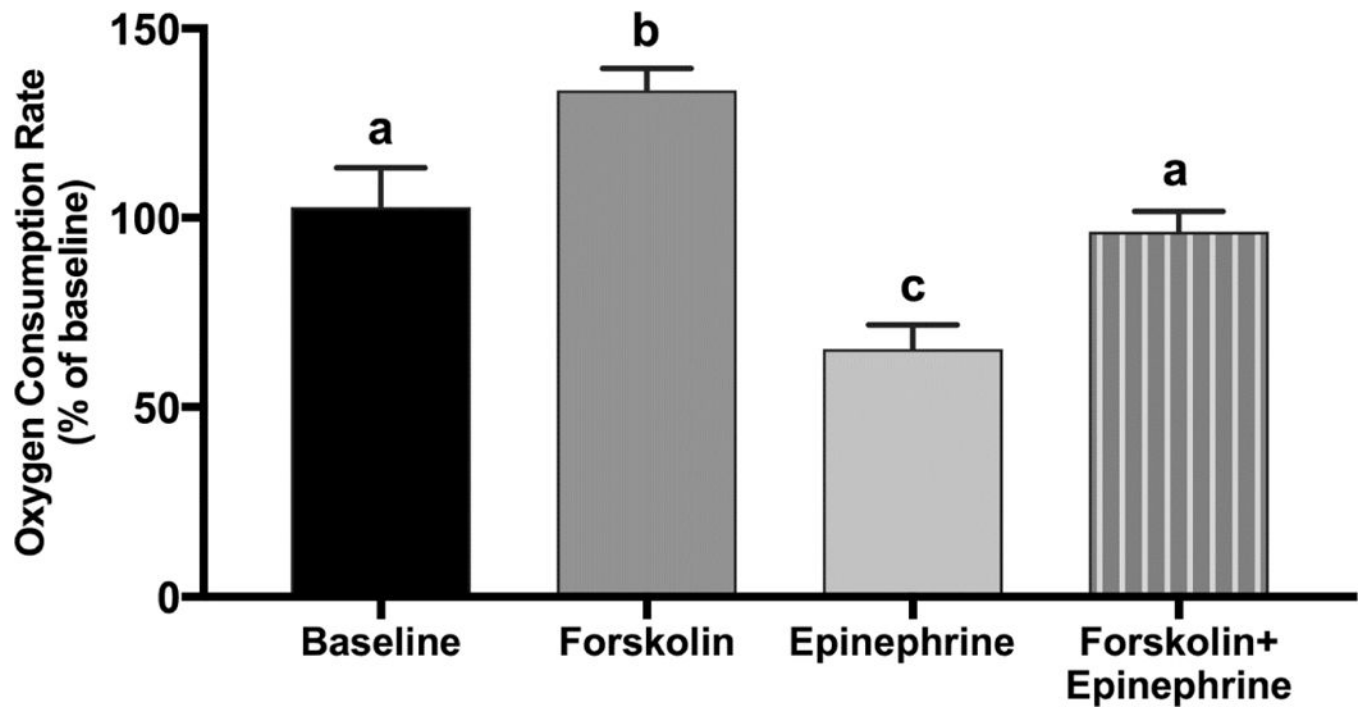 Oxygen Consumption Rate
(% of baseline)
150
100
50
0
a
b
c
a
Baseline
Forskolin
Epinephrine
Forskolin+
Epinephrine